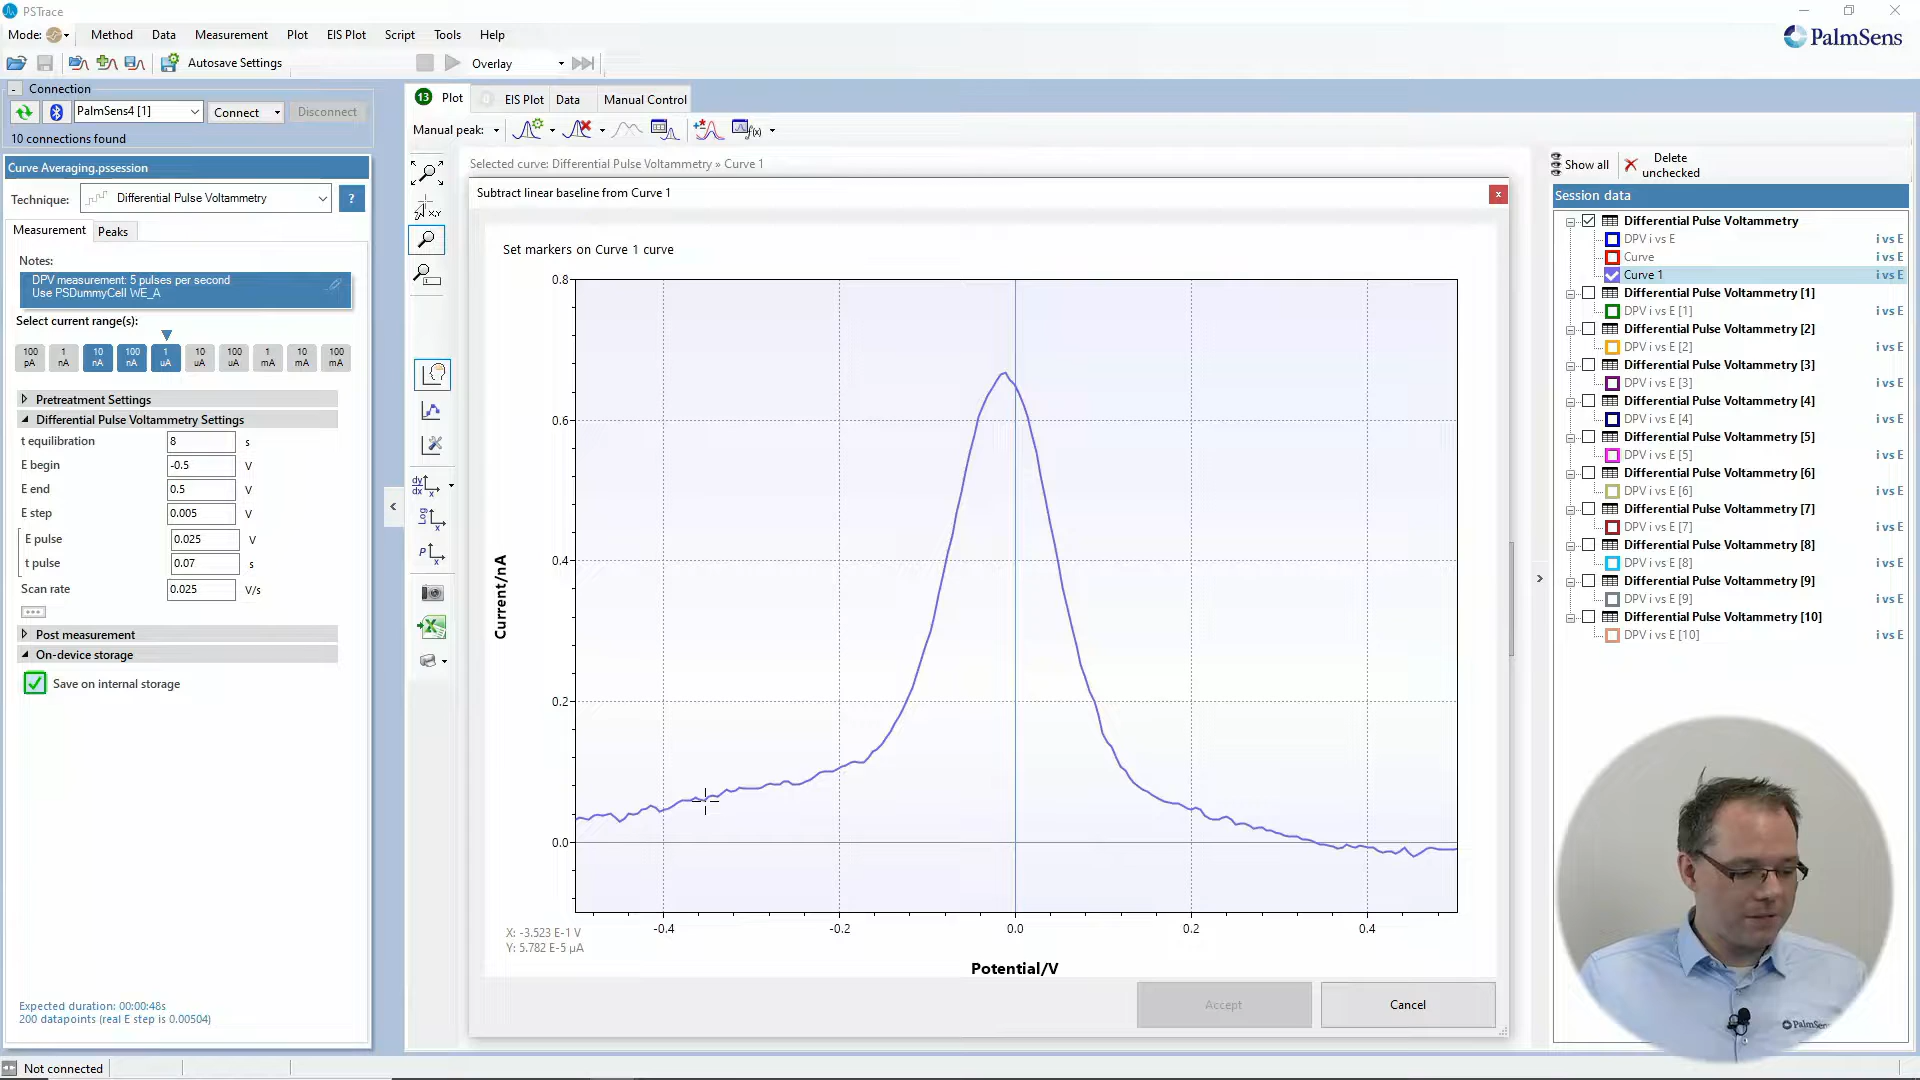 PSTrace
Mode:
Method
Data
Measurement
Plot
EIS Plot
Script
Tools
Help
PalmSens
Autosave Settings
Overlay
Connection
PalmSens4 [1]
Connect
Disconnect
10 connections found
Curve Averaging.pssession
Technique:
Differential Pulse Voltammetry
?
Measurement
Peaks
Notes:
DPV measurement: 5 pulses per second
Use PSDummyCell WE_A
Select current range(s):
100 pA
1 nA
10 nA
100 nA
1 uA
10 uA
100 uA
1 mA
10 mA
100 mA
Pretreatment Settings
Differential Pulse Voltammetry Settings
t equilibration 8 s
E begin -0.5 V
E end 0.5 V
E step 0.005 V
E pulse 0.025 V
t pulse 0.07 s
Scan rate 0.025 V/s
Post measurement
On-device storage
Save on internal storage
Expected duration: 00:00:48s
200 datapoints (real E step is 0.00504)
Not connected
13 Plot
EIS Plot
Data
Manual Control
Manual peak:
Selected curve: Differential Pulse Voltammetry » Curve 1
Subtract linear baseline from Curve 1
Set markers on Curve 1 curve
0.8
0.6
0.4
0.2
0.0
Current/nA
-0.4
-0.2
0.0
0.2
0.4
Potential/V
X: -3.523 E-1 V
Y: 5.782 E-5 µA
Accept
Cancel
Show all
Delete
unchecked
Session data
Differential Pulse Voltammetry
DPV i vs E i vs E
Curve i vs E
Curve 1 i vs E
Differential Pulse Voltammetry [1]
DPV i vs E [1] i vs E
Differential Pulse Voltammetry [2]
DPV i vs E [2] i vs E
Differential Pulse Voltammetry [3]
DPV i vs E [3] i vs E
Differential Pulse Voltammetry [4]
DPV i vs E [4] i vs E
Differential Pulse Voltammetry [5]
DPV i vs E [5] i vs E
Differential Pulse Voltammetry [6]
DPV i vs E [6] i vs E
Differential Pulse Voltammetry [7]
DPV i vs E [7] i vs E
Differential Pulse Voltammetry [8]
DPV i vs E [8] i vs E
Differential Pulse Voltammetry [9]
DPV i vs E [9] i vs E
Differential Pulse Voltammetry [10]
DPV i vs E [10] i vs E